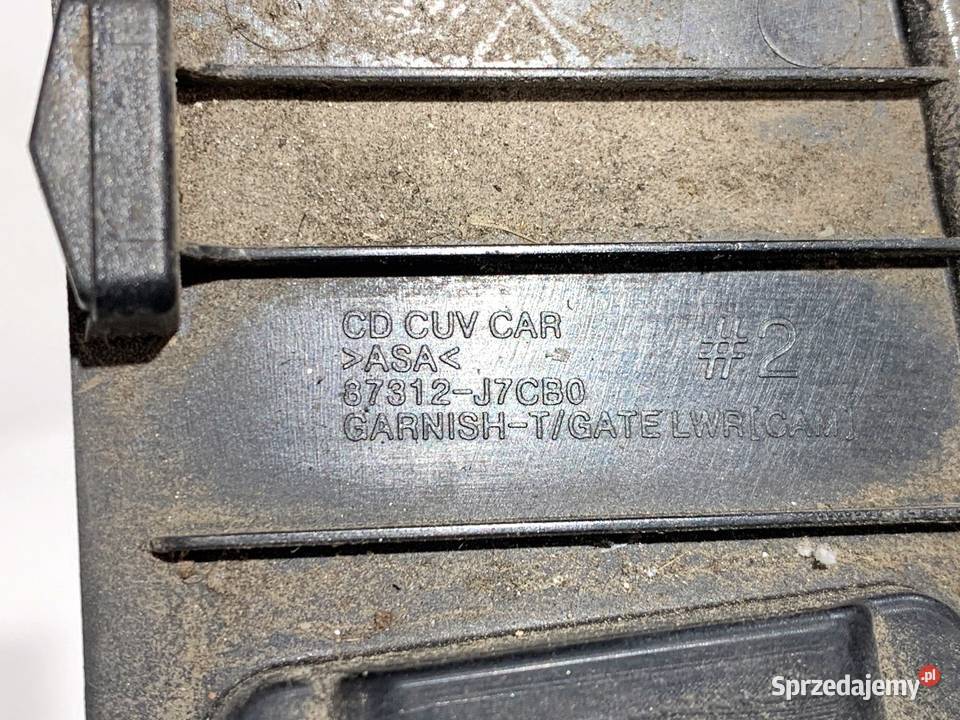 CD CUV CAR
#2
>ASA<
87312-J7CB0
GARNISH-T/GATE LWR[CAM]
Sprzedajemy.pl